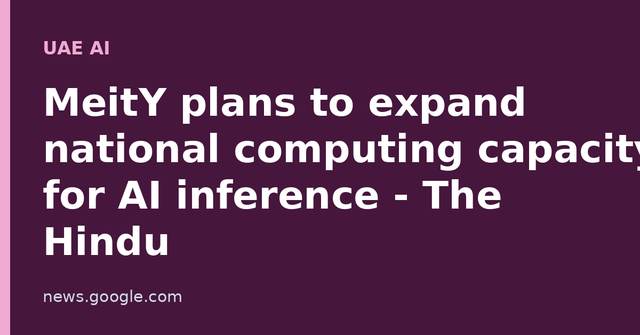 UAE AI
MeitY plans to expand
national computing capacity
for AI inference - The
Hindu
news.google.com